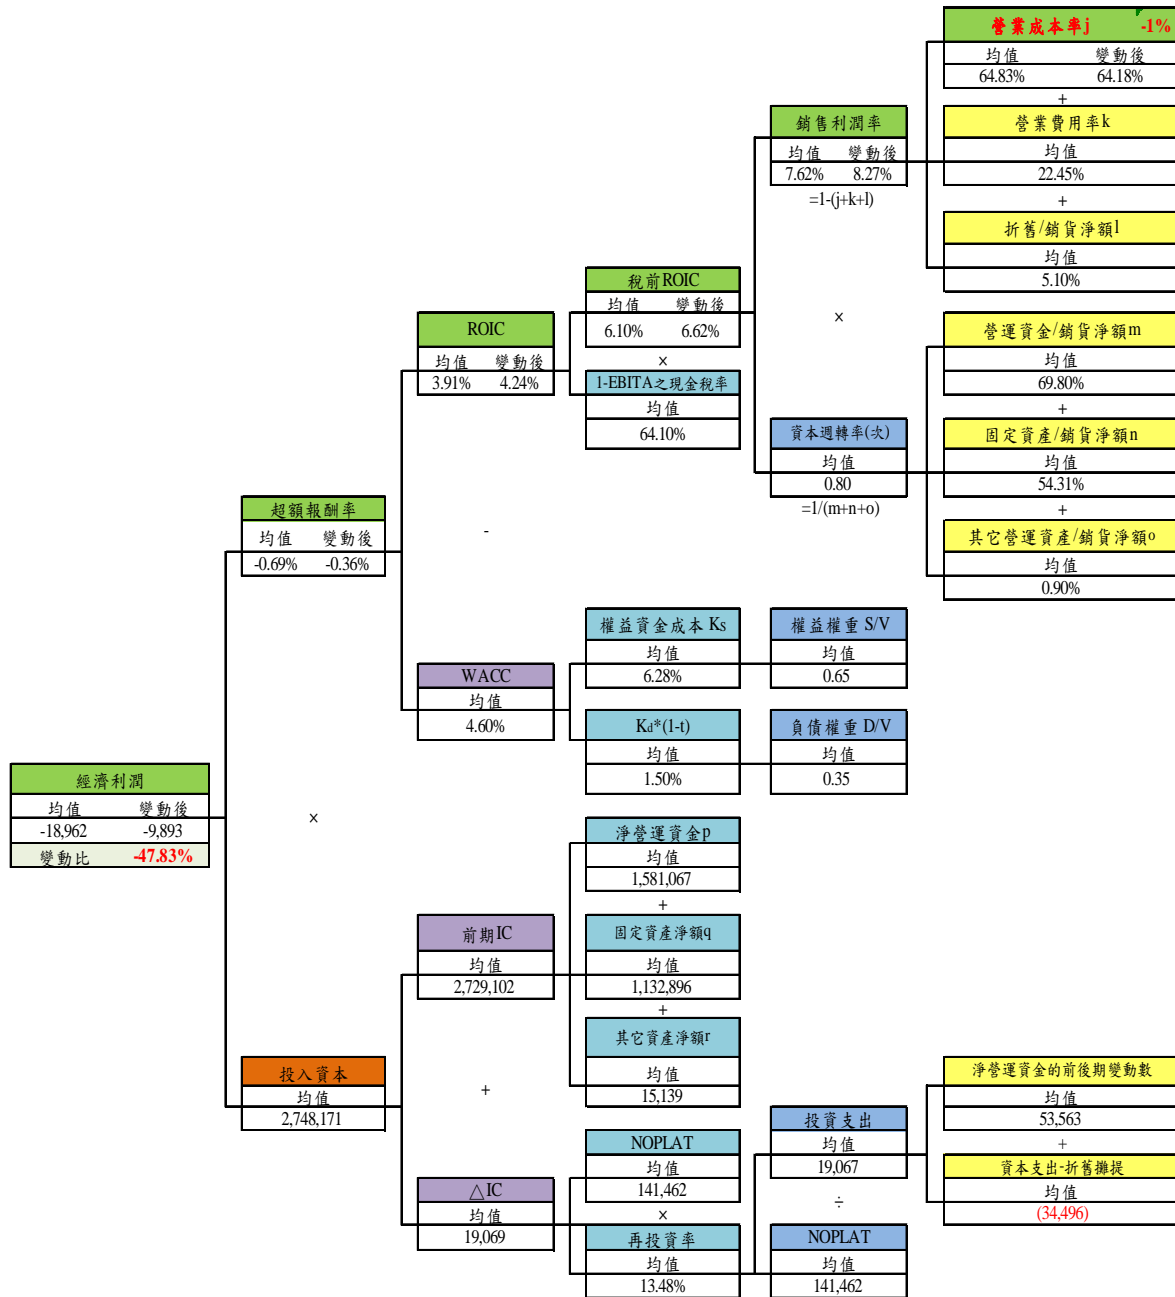 營業成本率j -1%
均值 變動後
64.83% 64.18%
+
營業費用率k
均值
22.45%
+
折舊/銷貨淨額l
均值
5.10%
銷售利潤率
均值 變動後
7.62% 8.27%
=1-(j+k+l)
×
稅前ROIC
均值 變動後
6.10% 6.62%
×
1-EBITA之現金稅率
均值
64.10%
ROIC
均值 變動後
3.91% 4.24%
營運資金/銷貨淨額m
均值
69.80%
+
固定資產/銷貨淨額n
均值
54.31%
+
其它營運資產/銷貨淨額o
均值
0.90%
資本週轉率(次)
均值
0.80
=1/(m+n+o)
超額報酬率
均值 變動後
-0.69% -0.36%
-
權益資金成本 Ks
均值
6.28%
權益權重 S/V
均值
0.65
WACC
均值
4.60%
Kd*(1-t)
均值
1.50%
負債權重 D/V
均值
0.35
經濟利潤
均值 變動後
-18,962 -9,893
變動比 -47.83%
×
淨營運資金p
均值
1,581,067
+
前期IC
均值
2,729,102
固定資產淨額q
均值
1,132,896
+
其它資產淨額r
均值
15,139
投入資本
均值
2,748,171
+
NOPLAT
均值
141,462
×
△IC
均值
19,069
再投資率
均值
13.48%
投資支出
均值
19,067
÷
NOPLAT
均值
141,462
淨營運資金的前後期變動數
均值
53,563
+
資本支出-折舊攤提
均值
(34,496)